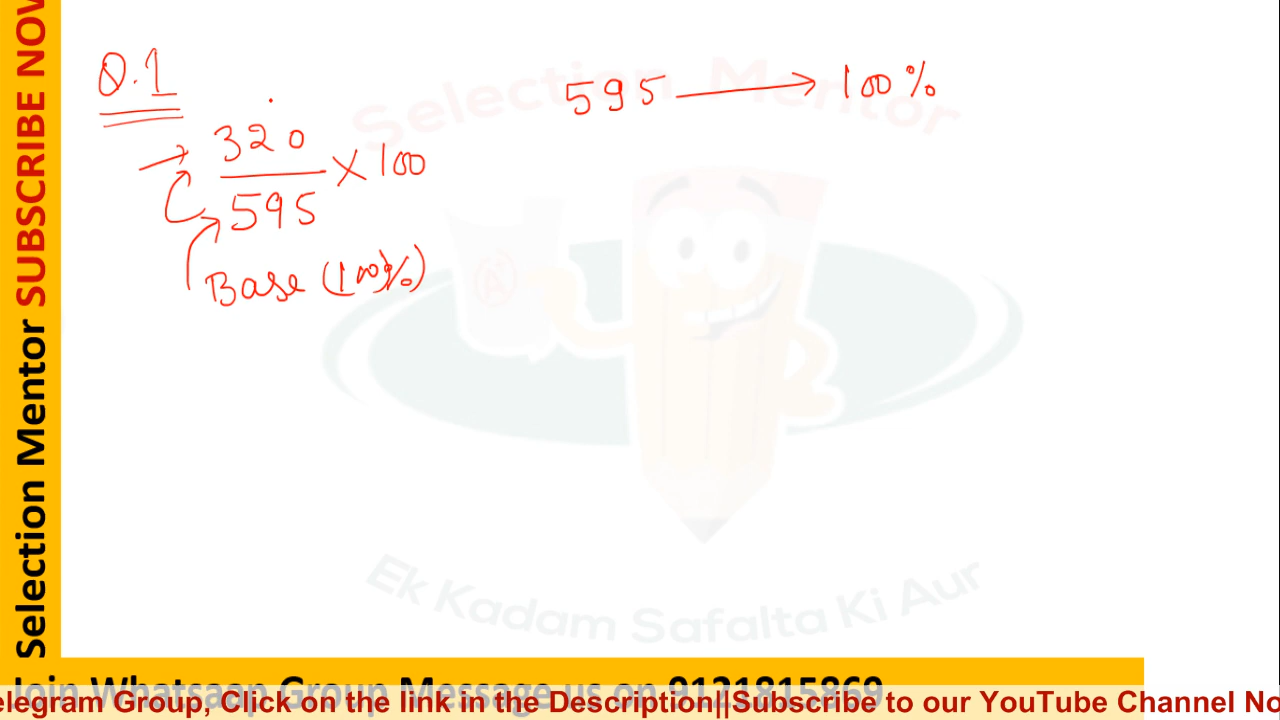 Selection Mentor SUBSCRIBE NOW
Q.1
320
595
× 100
Base (100%)
595 → 100%
Selection Mentor
A+
Ek Kadam Safalta Ki Aur
Join Whatsaap Group Message us on 9131815869
elegram Group, Click on the link in the Description||Subscribe to our YouTube Channel No